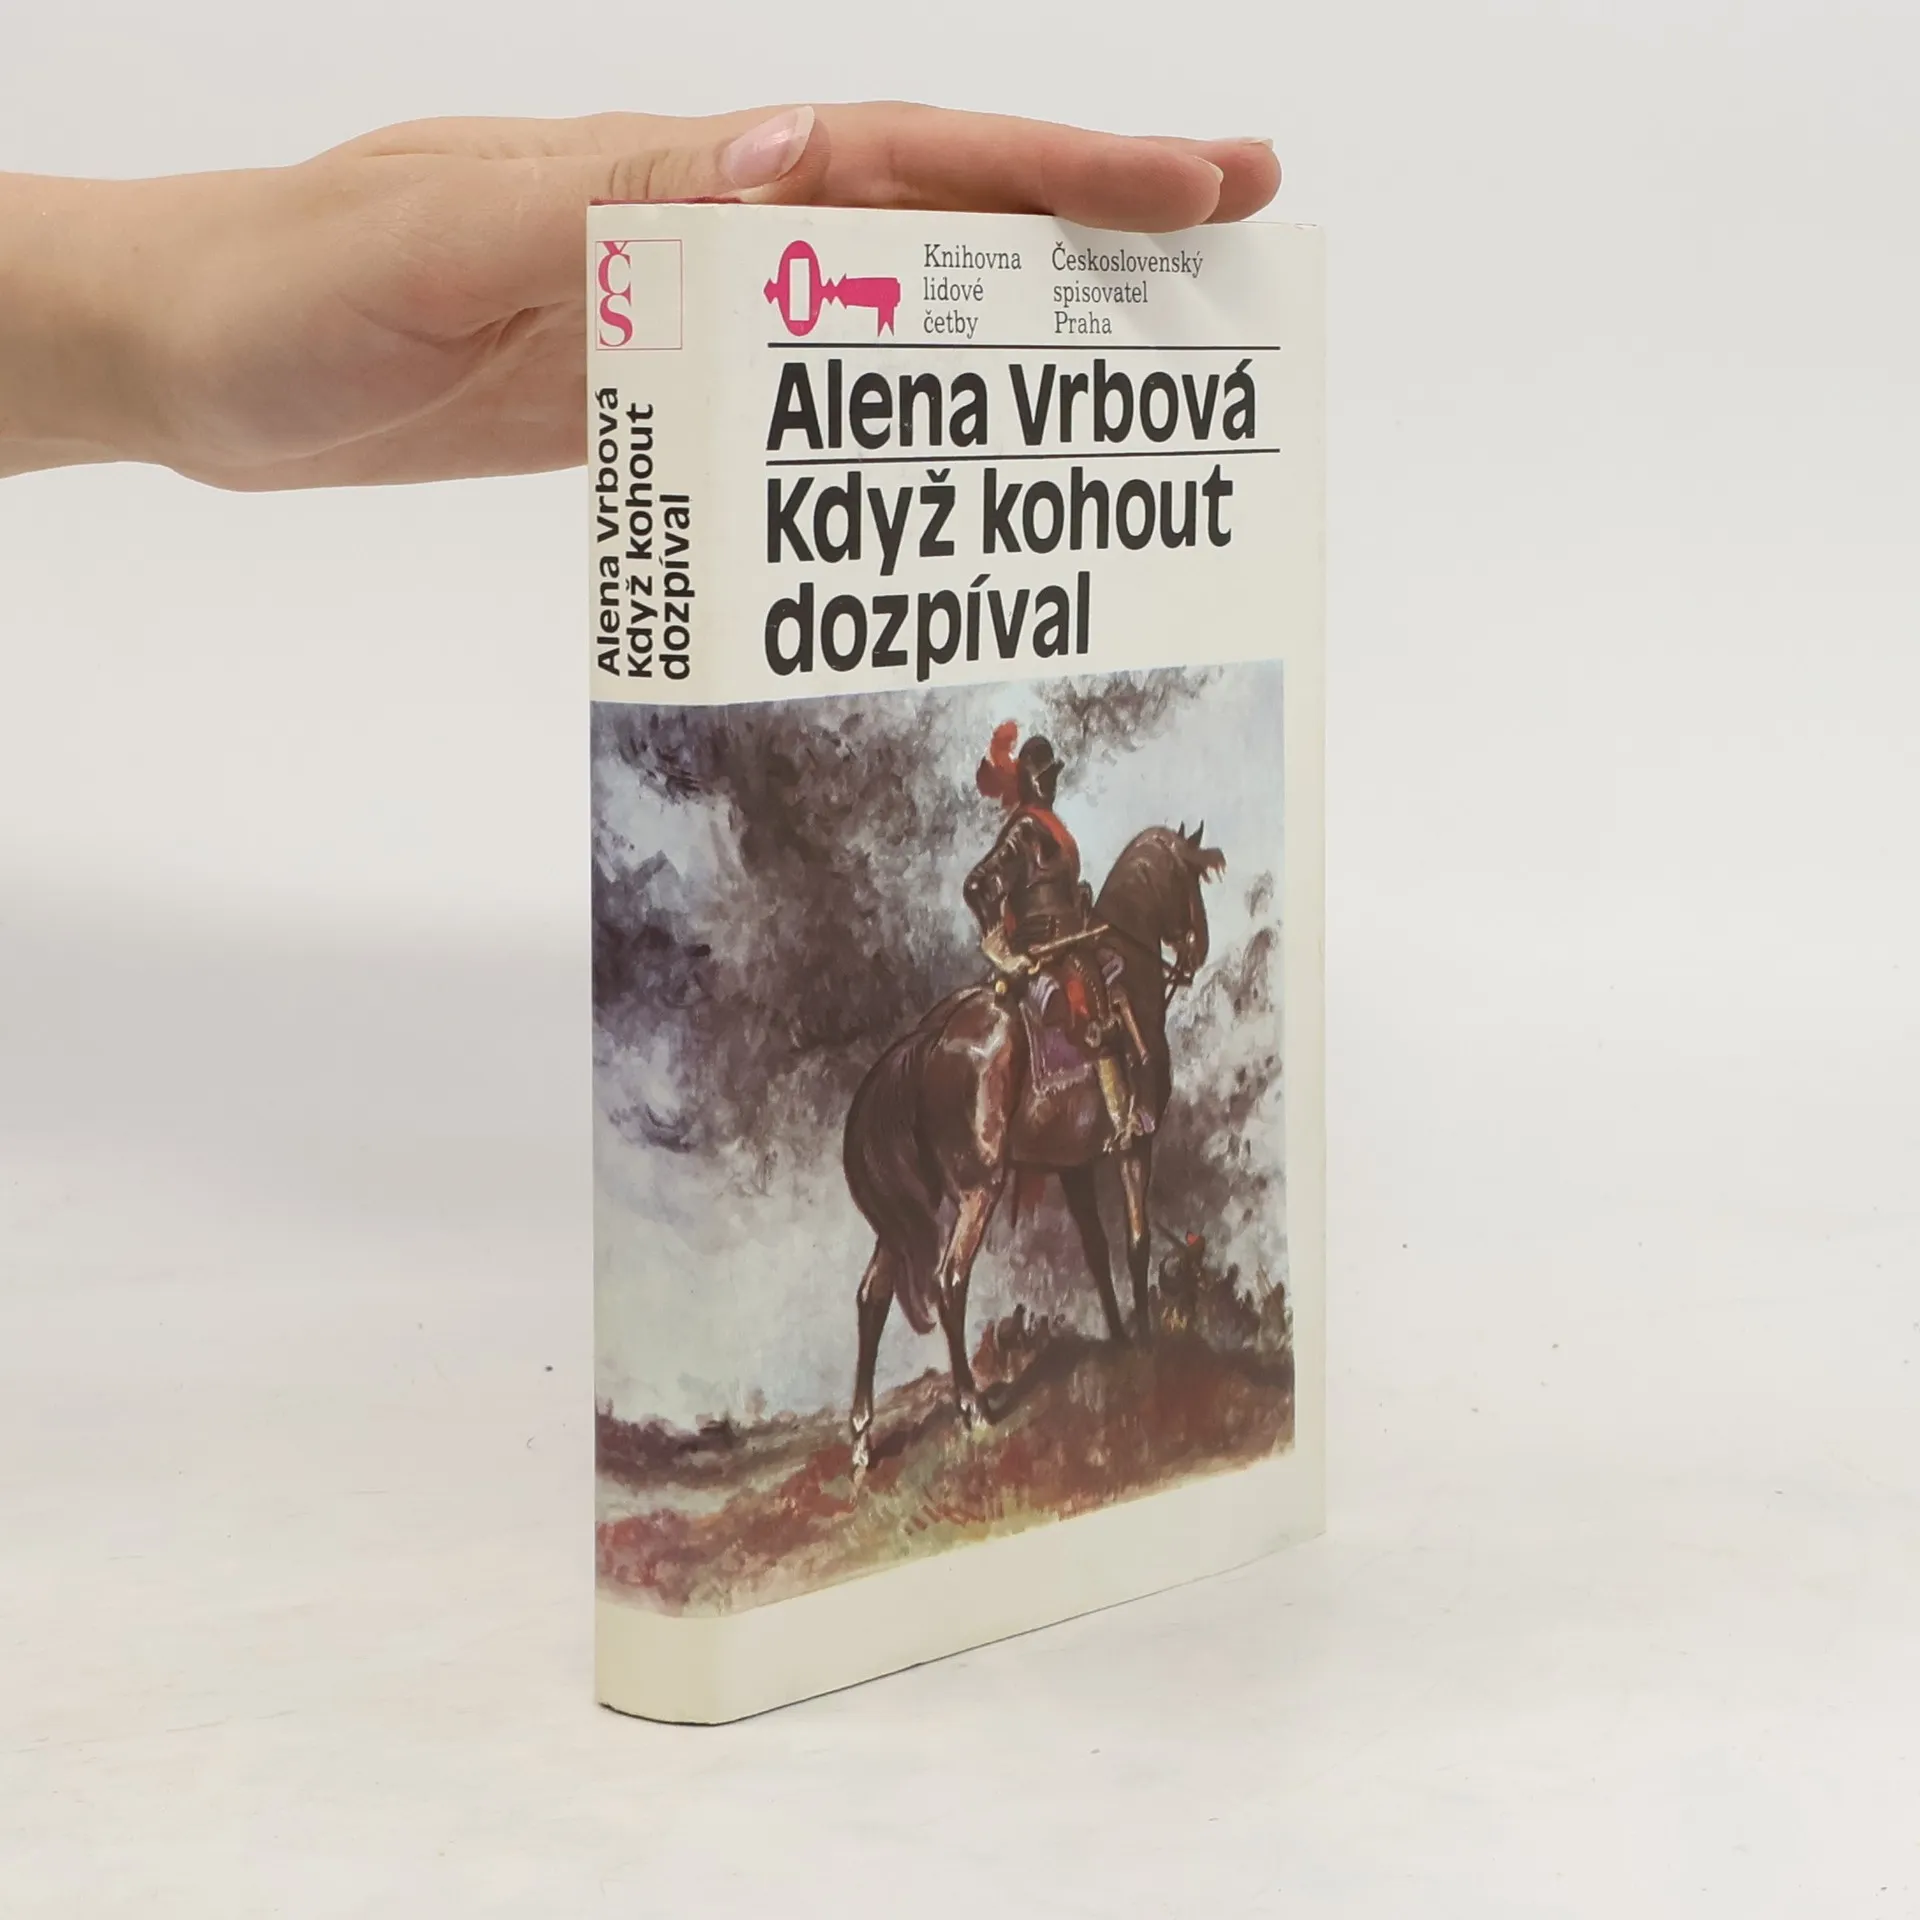 ČS
Alena Vrbová
Když kohout
dozpíval
Knihovna
lidové
četby
Československý
spisovatel
Praha
Alena Vrbová
Když kohout
dozpíval